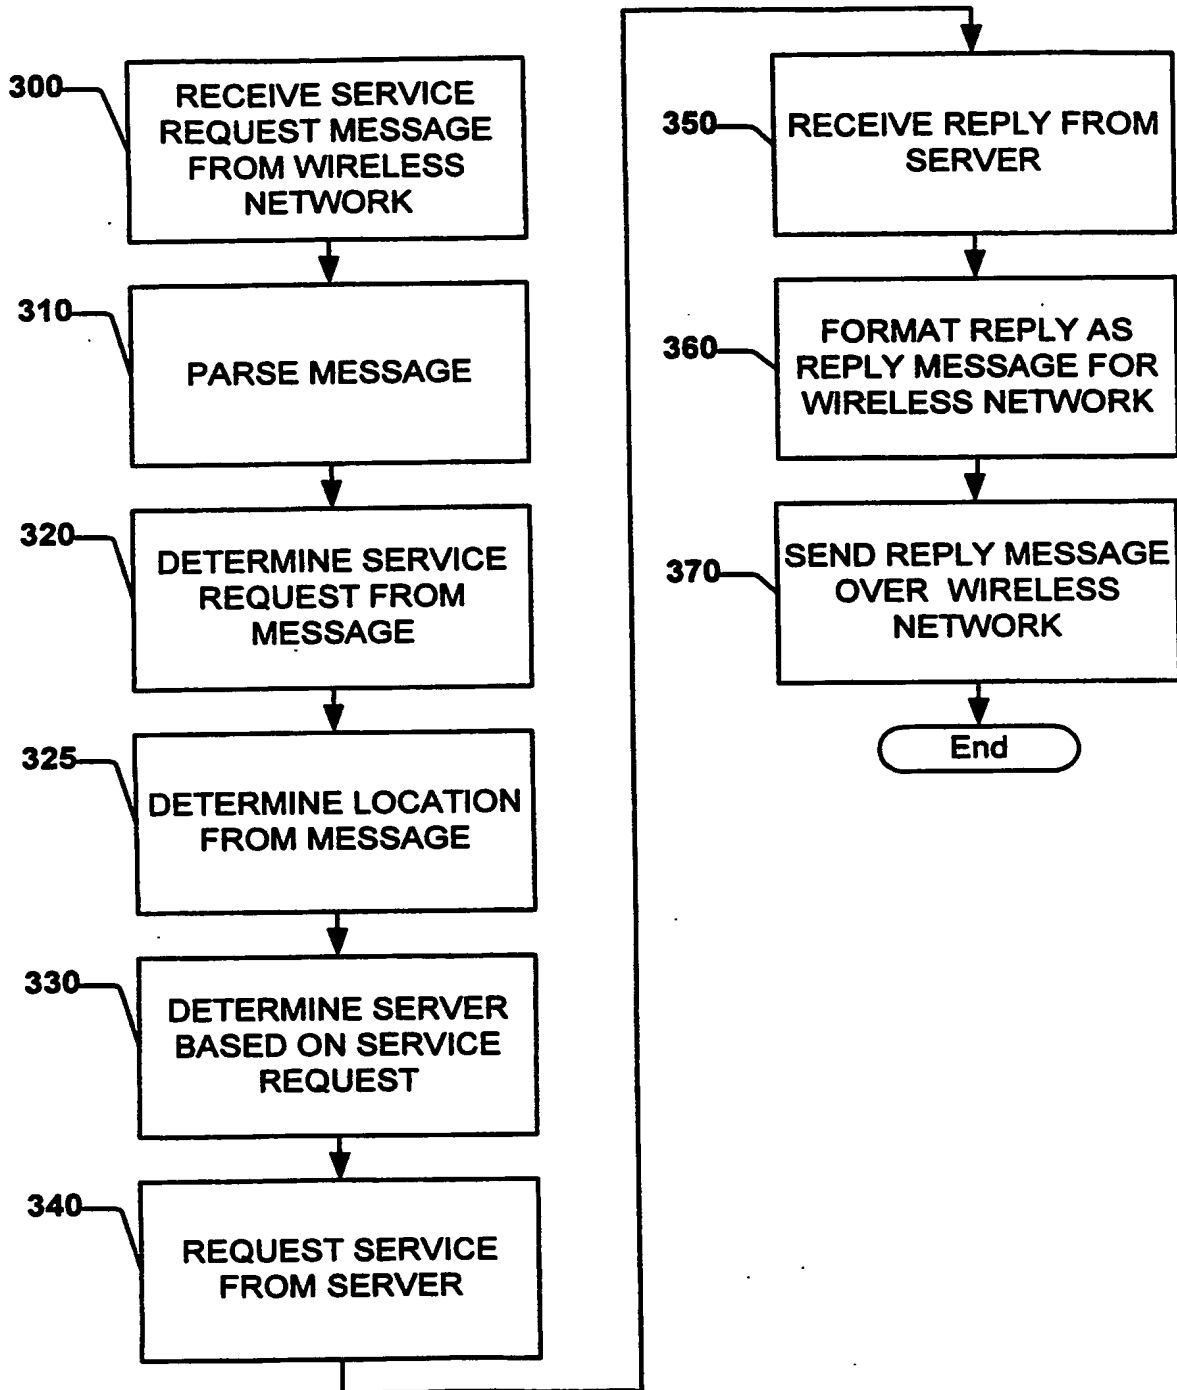 300
RECEIVE SERVICE
REQUEST MESSAGE
FROM WIRELESS
NETWORK
310
PARSE MESSAGE
320
DETERMINE SERVICE
REQUEST FROM
MESSAGE
325
DETERMINE LOCATION
FROM MESSAGE
330
DETERMINE SERVER
BASED ON SERVICE
REQUEST
340
REQUEST SERVICE
FROM SERVER
350
RECEIVE REPLY FROM
SERVER
360
FORMAT REPLY AS
REPLY MESSAGE FOR
WIRELESS NETWORK
370
SEND REPLY MESSAGE
OVER WIRELESS
NETWORK
End